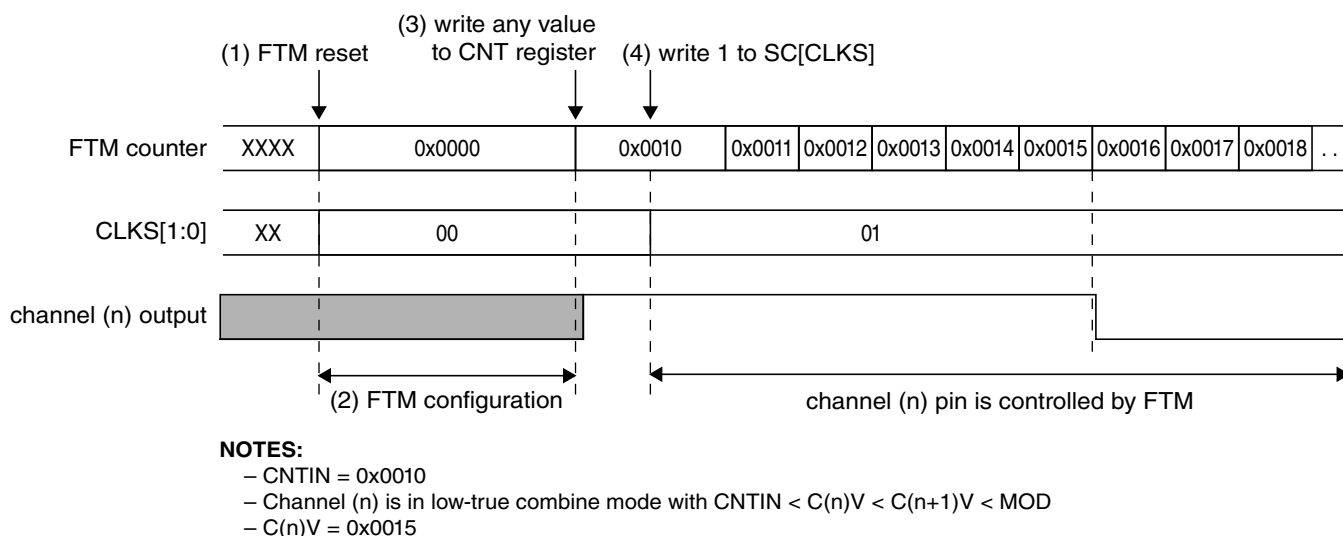 (3) write any value
(1) FTM reset to CNT register (4) write 1 to SC[CLKS]
FTM counter XXXX 0x0000 0x0010 0x0011 0x0012 0x0013 0x0014 0x0015 0x0016 0x0017 0x0018 . .
CLKS[1:0] XX 00 01
channel (n) output
(2) FTM configuration channel (n) pin is controlled by FTM
NOTES:
– CNTIN = 0x0010
– Channel (n) is in low-true combine mode with CNTIN < C(n)V < C(n+1)V < MOD
– C(n)V = 0x0015